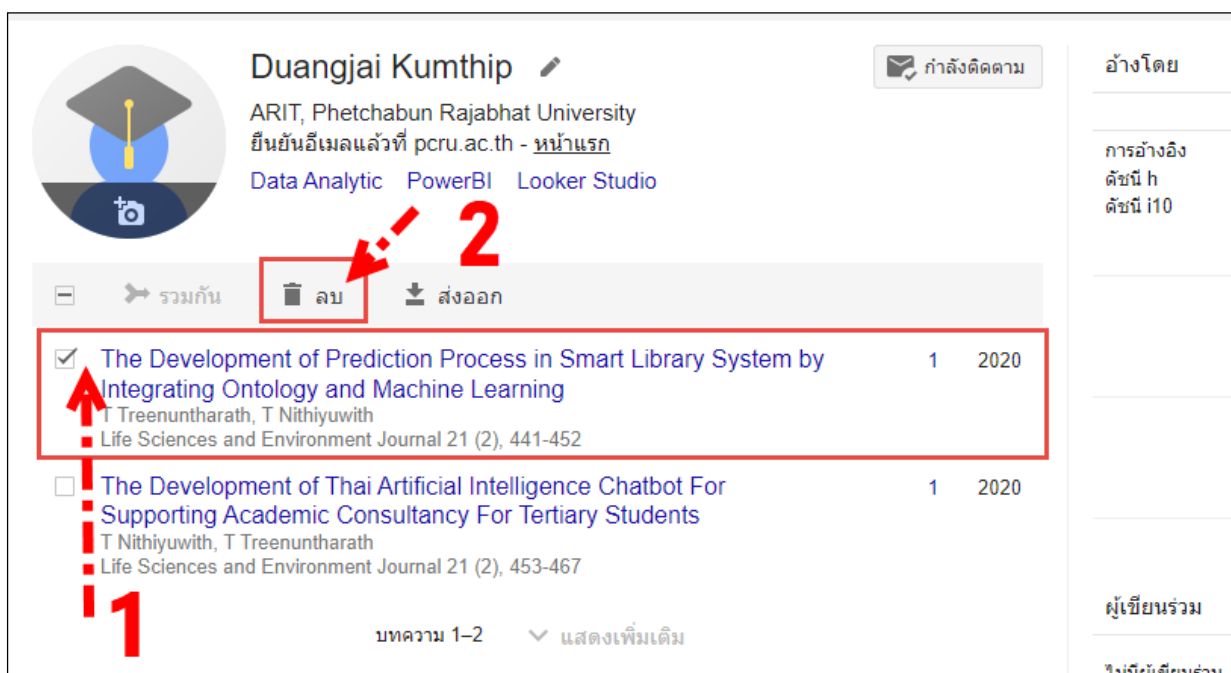 Duangjai Kumthip
กำลังติดตาม
ARIT, Phetchabun Rajabhat University
ยืนยันอีเมลแล้วที่ pcru.ac.th - หน้าแรก
Data Analytic PowerBI Looker Studio
2
รวมกัน ลบ ส่งออก
The Development of Prediction Process in Smart Library System by 1 2020
Integrating Ontology and Machine Learning
T Treenuntharath, T Nithiyuwith
Life Sciences and Environment Journal 21 (2), 441-452
The Development of Thai Artificial Intelligence Chatbot For 1 2020
Supporting Academic Consultancy For Tertiary Students
T Nithiyuwith, T Treenuntharath
Life Sciences and Environment Journal 21 (2), 453-467
1
บทความ 1–2 แสดงเพิ่มเติม
อ้างโดย
การอ้างอิง
ดัชนี h
ดัชนี i10
ผู้เขียนร่วม